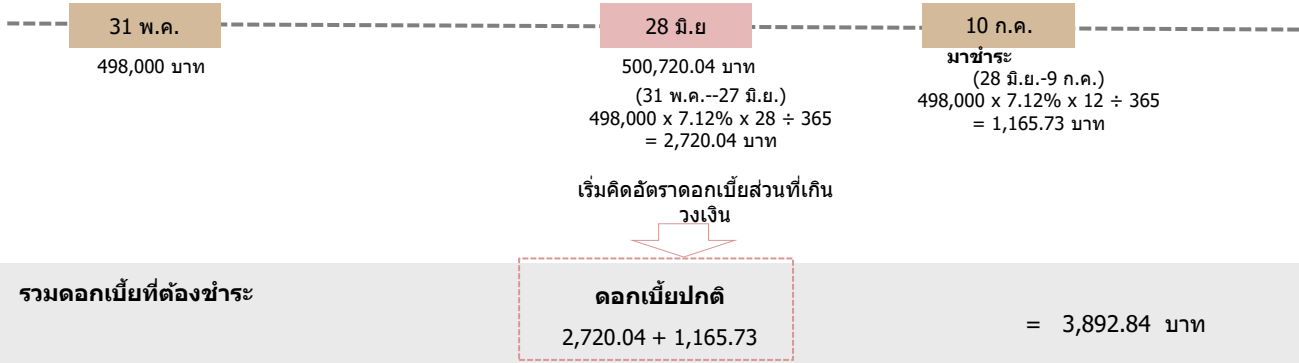 31 พ.ค.
498,000 บาท
28 มิ.ย
500,720.04 บาท
(31 พ.ค.--27 มิ.ย.)
498,000 x 7.12% x 28 ÷ 365
= 2,720.04 บาท
10 ก.ค.
มาชำระ
(28 มิ.ย.-9 ก.ค.)
498,000 x 7.12% x 12 ÷ 365
= 1,165.73 บาท
เริ่มคิดอัตราดอกเบี้ยส่วนที่เกิน
วงเงิน
รวมดอกเบี้ยที่ต้องชำระ
ดอกเบี้ยปกติ
2,720.04 + 1,165.73
= 3,892.84 บาท